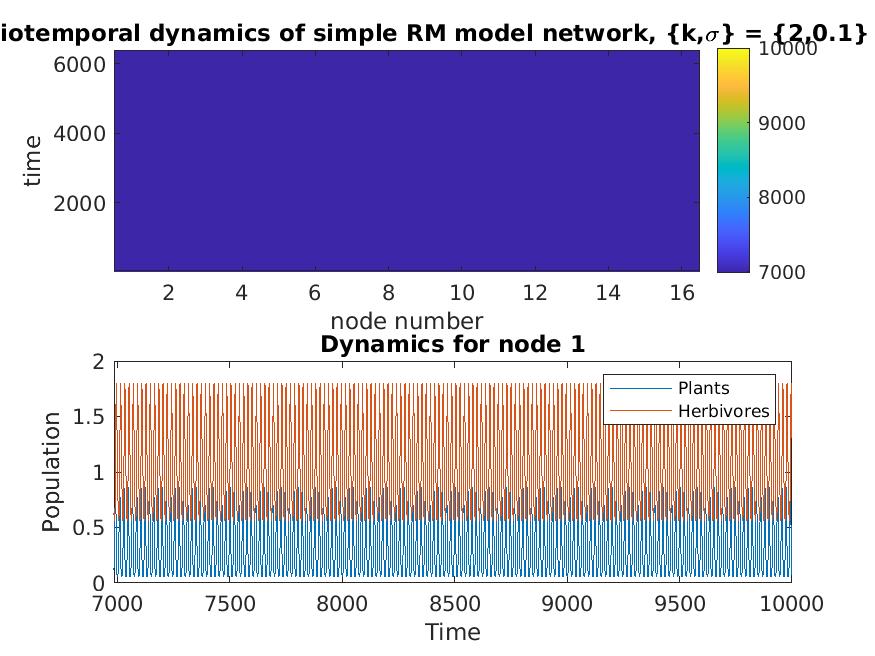 iotemporal dynamics of simple RM model network, {k,σ} = {2,0.1}
10000
6000
9000
4000
8000
2000
7000
2 4 6 8 10 12 14 16
time
node number
Dynamics for node 1
2
Plants
Herbivores
1.5
1
0.5
0
Population
7000 7500 8000 8500 9000 9500 10000
Time